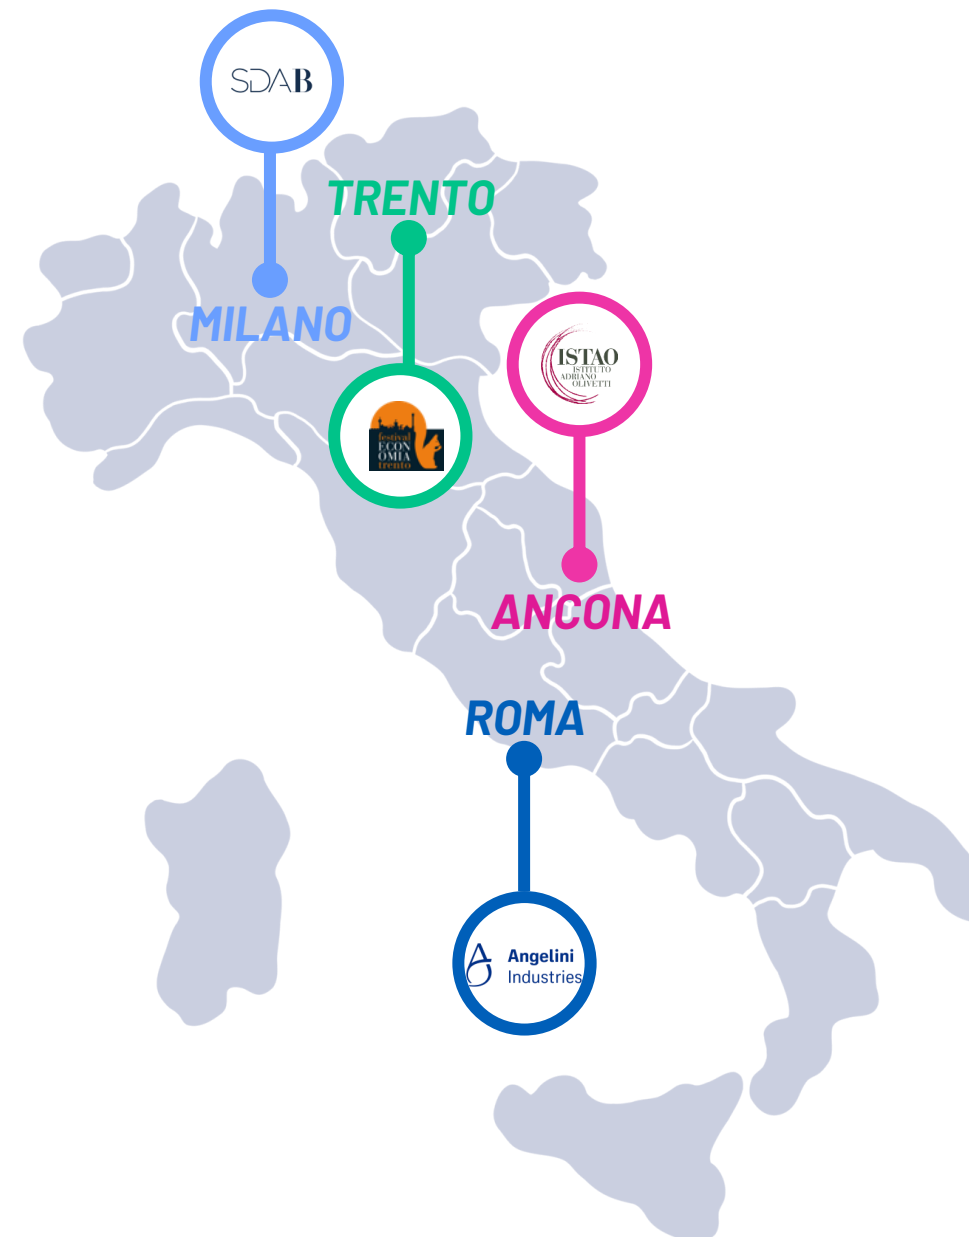 SDAB
TRENTO
MILANO
ISTAO
ISTITUTO
ADRIANO
OLIVETTI
festival
ECON
OMIA
trento
ANCONA
ROMA
Angelini
Industries